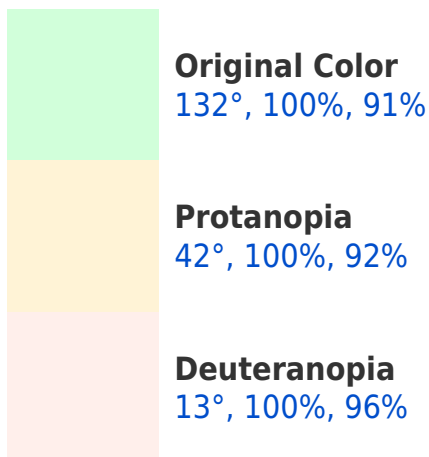 Original Color
132°, 100%, 91%
Protanopia
42°, 100%, 92%
Deuteranopia
13°, 100%, 96%